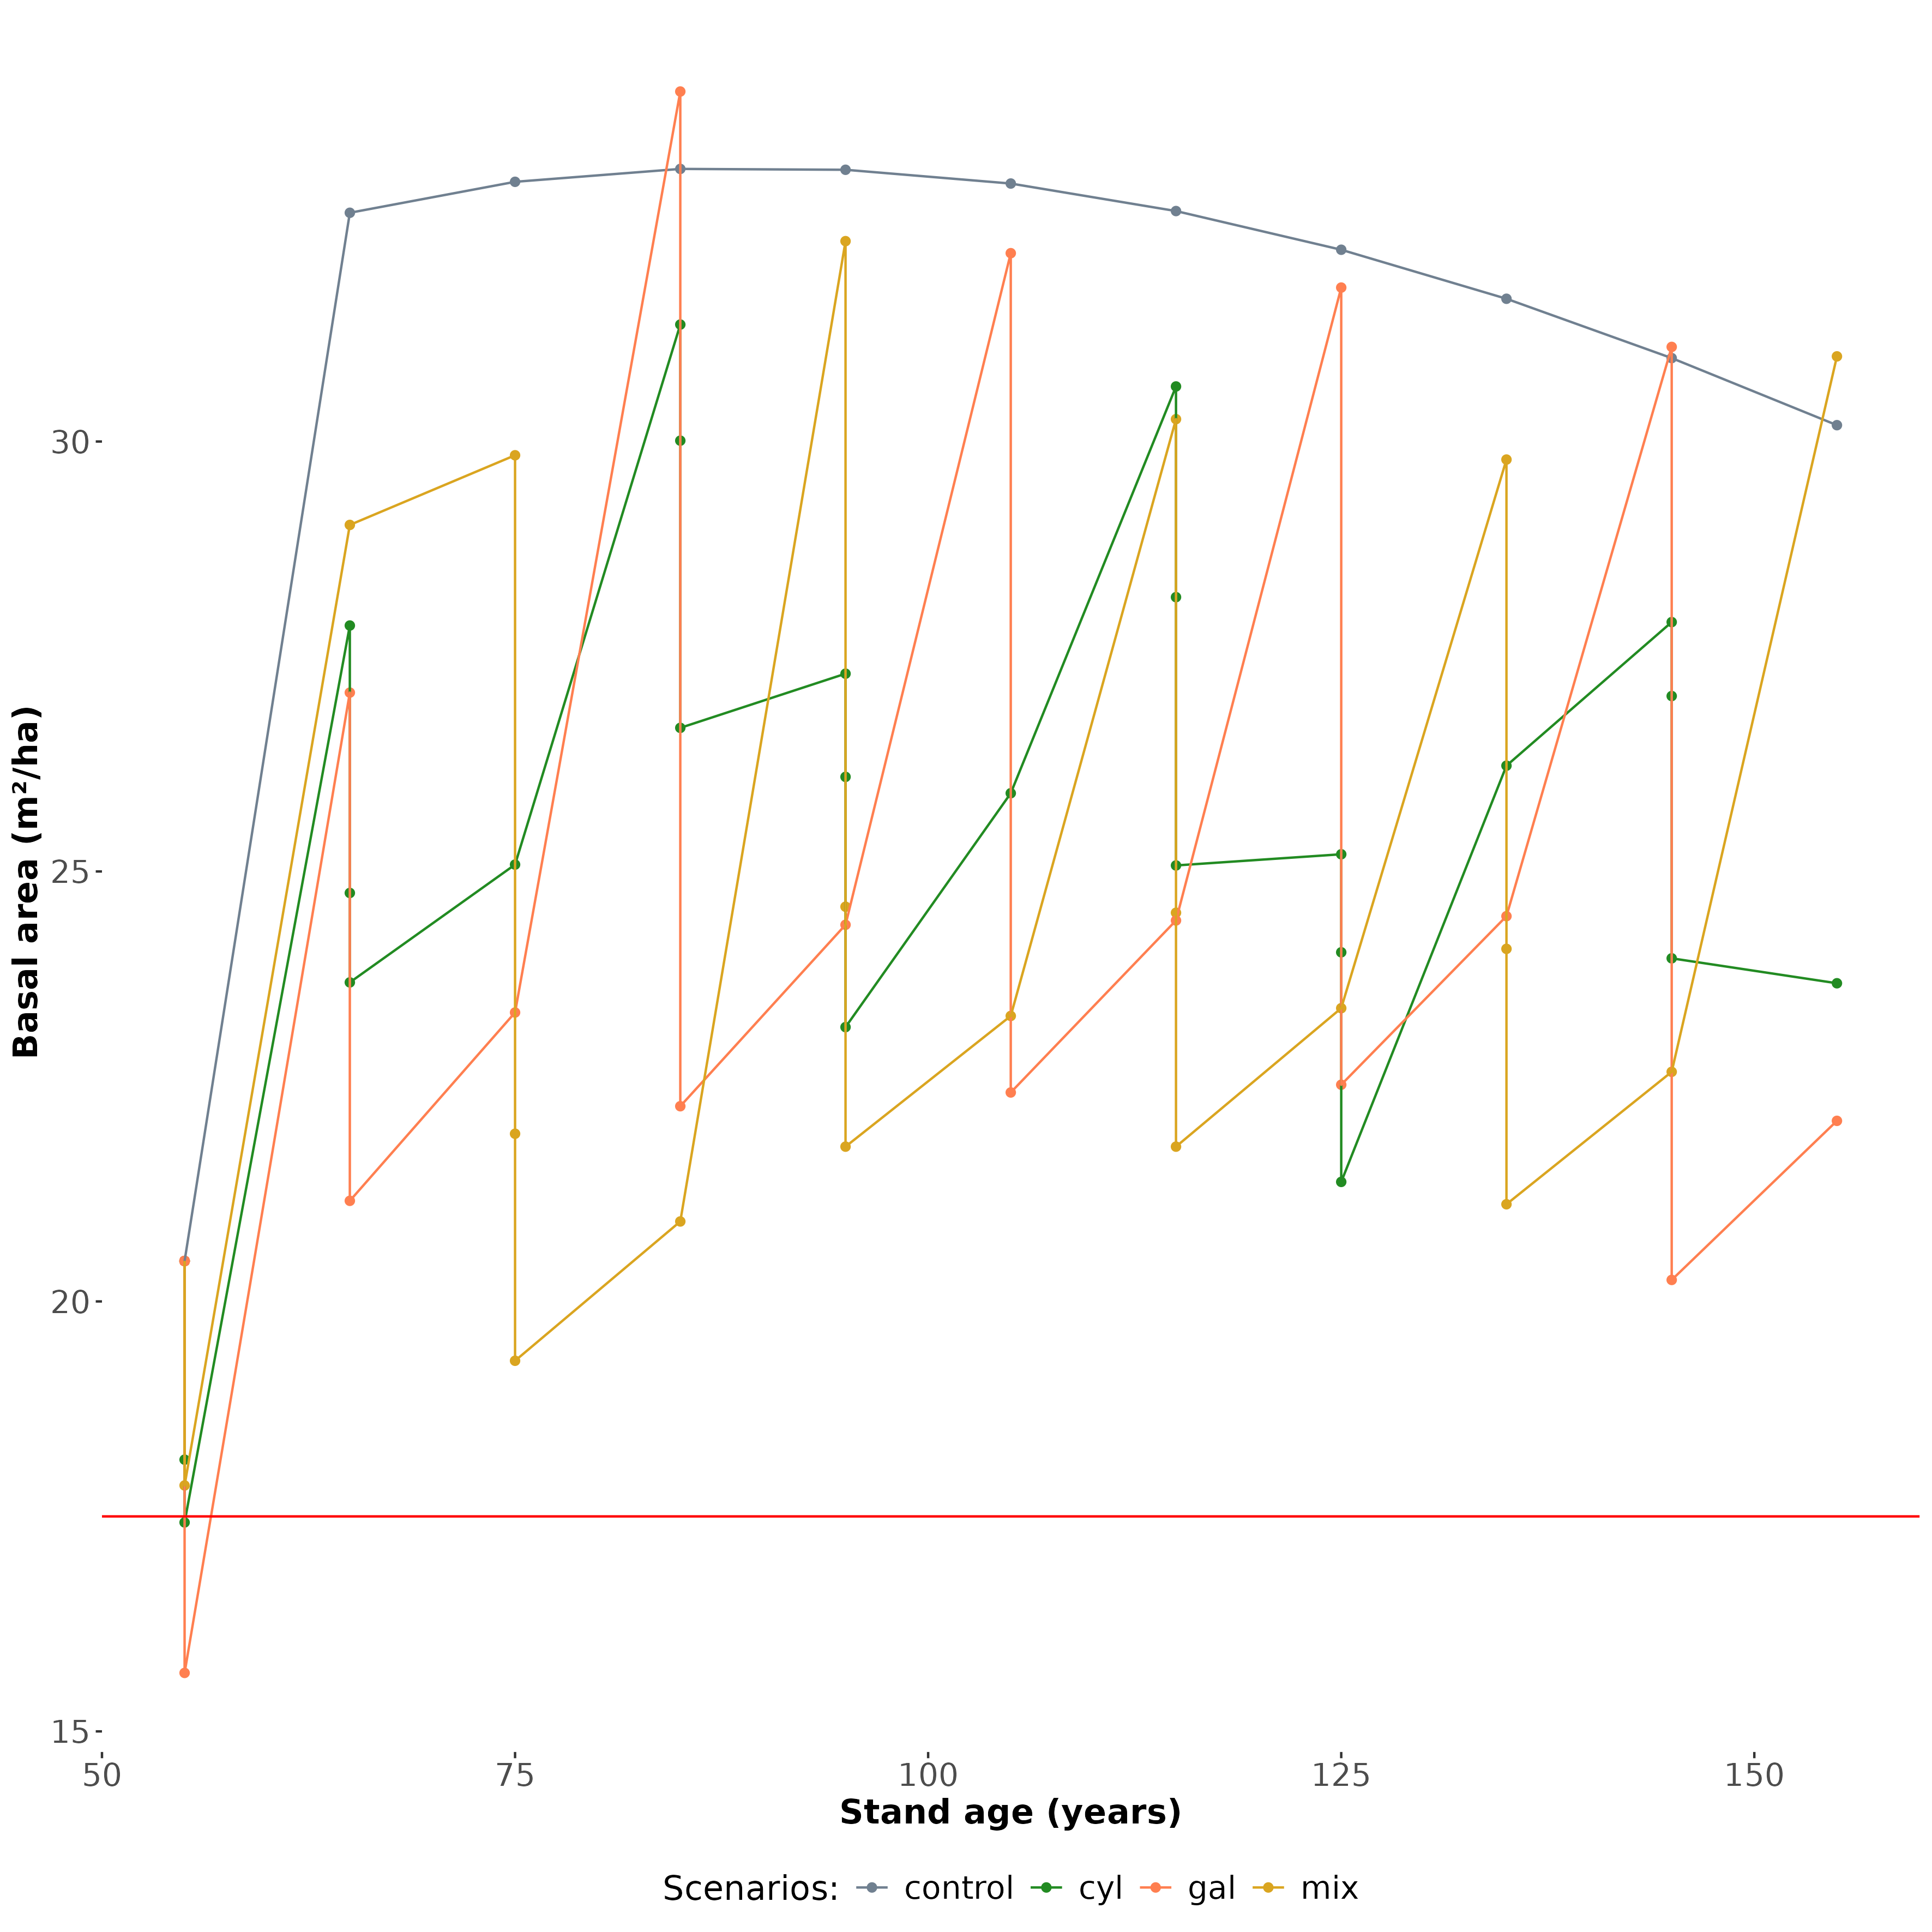 Basal area (m²/ha)
30
25
20
15
50 75 100 125 150
Stand age (years)
Scenarios: control cyl gal mix